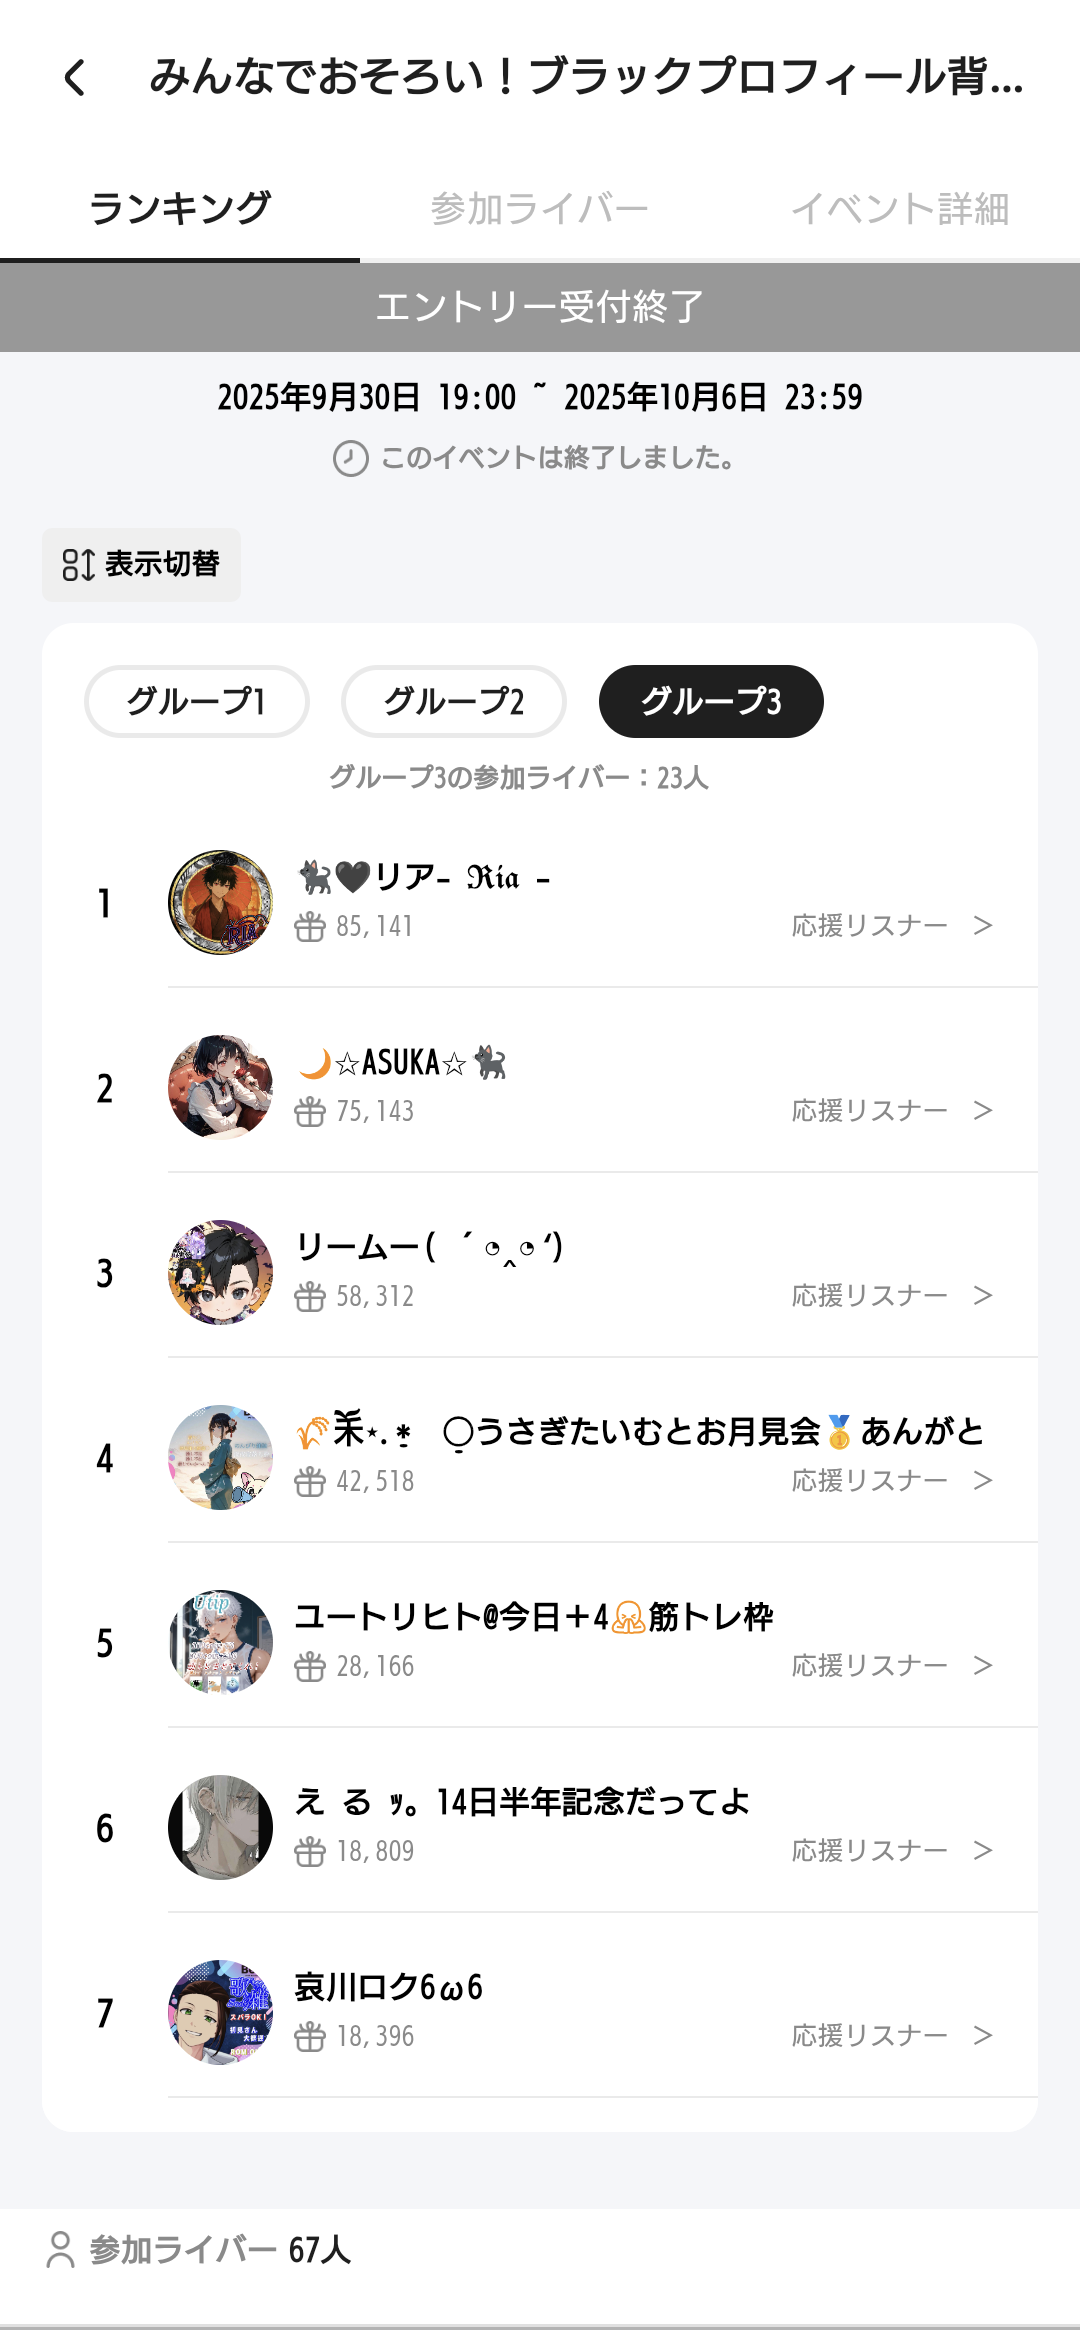 みんなでおそろい！ブラックプロフィール背...
ランキング
参加ライバー
イベント詳細
エントリー受付終了
2025年9月30日 19:00 ~ 2025年10月6日 23:59
このイベントは終了しました。
表示切替
グループ1
グループ2
グループ3
グループ3の参加ライバー：23人
1
🐈‍⬛🖤リア- ℜ𝔦𝔞 -
85,141
応援リスナー >
2
🌙☆ASUKA☆🐈‍⬛
75,143
応援リスナー >
3
リームー( ´◔‸◔‘)
58,312
応援リスナー >
4
うさぎたいむとお月見会🥇あんがと
42,518
応援リスナー >
5
ユートリヒト@今日＋4 筋トレ枠
28,166
応援リスナー >
6
え る ｯ。14日半年記念だってよ
18,809
応援リスナー >
7
哀川ロク6ω6
18,396
応援リスナー >
参加ライバー 67人